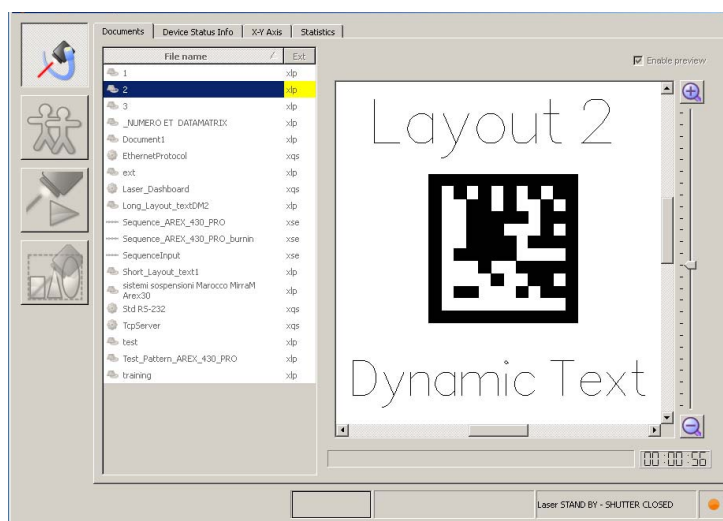 Documents
Device Status Info
X-Y Axis
Statistics
File name
Ext
Enable preview
1 xlp
2 xlp
3 xlp
_NUMERO ET DATAMATRIX xlp
Document1 xlp
EthernetProtocol xqs
ext xlp
Laser_Dashboard xqs
Long_Layout_textDM2 xlp
Sequence_AREX_430_PRO xse
Sequence_AREX_430_PRO_burnin xse
SequenceInput xse
Short_Layout_text1 xlp
sistemi sospensioni Marocco MirraM
Arex30 xlp
Std RS-232 xqs
TcpServer xqs
test xlp
Test_Pattern_AREX_430_PRO xlp
training xlp
Layout 2
Dynamic Text
00:00:56
Laser STAND BY - SHUTTER CLOSED